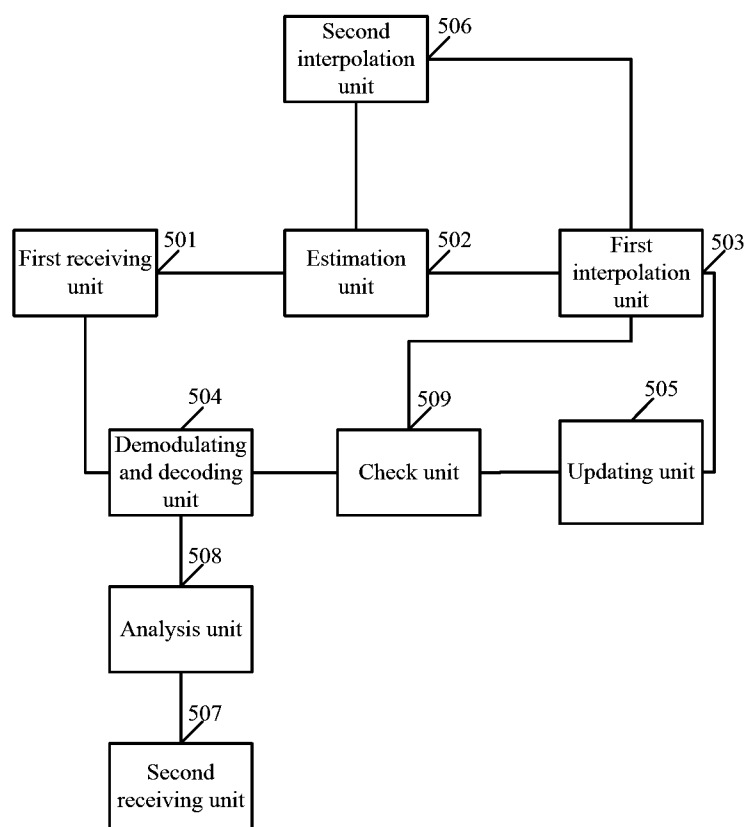 Second
interpolation
unit
506
First receiving
unit
501
Estimation
unit
502
First
interpolation
unit
503
504
Demodulating
and decoding
unit
509
Check unit
505
Updating unit
508
Analysis unit
507
Second
receiving unit